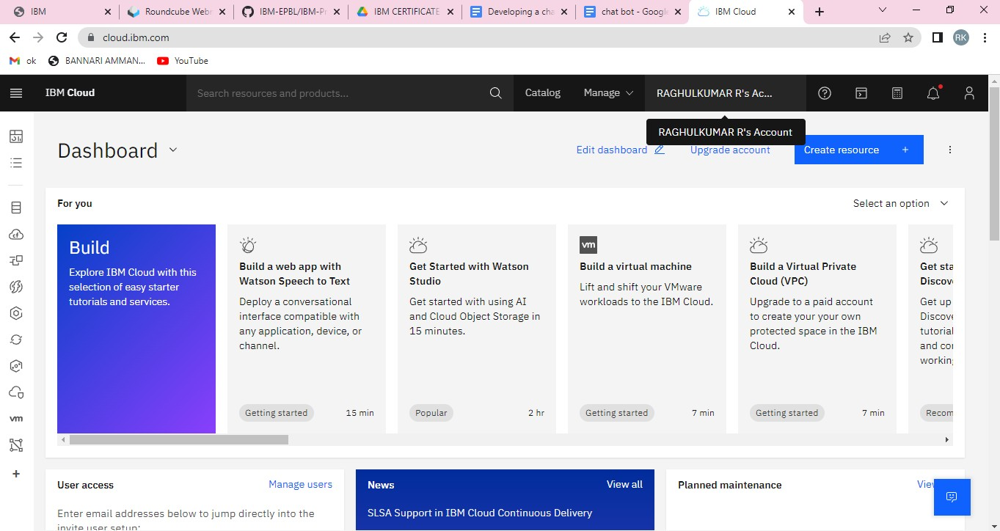 IBM
Roundcube Webm
IBM-EPBL/IBM-Pr
IBM CERTIFICATE
Developing a cha
chat bot - Google
IBM Cloud
cloud.ibm.com
RK
ok
BANNARI AMMAN...
YouTube
IBM Cloud
Search resources and products...
Catalog
Manage
RAGHULKUMAR R's Ac...
RAGHULKUMAR R's Account
Dashboard
Edit dashboard
Upgrade account
Create resource +
For you
Select an option
Build
Explore IBM Cloud with this
selection of easy starter
tutorials and services.
Build a web app with
Watson Speech to Text
Deploy a conversational
interface compatible with
any application, device, or
channel.
Getting started
15 min
Get Started with Watson
Studio
Get started with using AI
and Cloud Object Storage in
15 minutes.
Popular
2 hr
vm
Build a virtual machine
Lift and shift your VMware
workloads to the IBM Cloud.
Getting started
7 min
Build a Virtual Private
Cloud (VPC)
Upgrade to a paid account
to create your your own
protected space in the IBM
Cloud.
Getting started
7 min
Get sta
Discov
Get up
Discov
tutorial
and co
working
Recom
cf
vm
User access
Manage users
Enter email addresses below to jump directly into the
invite user setup:
News
View all
SLSA Support in IBM Cloud Continuous Delivery
Planned maintenance
View